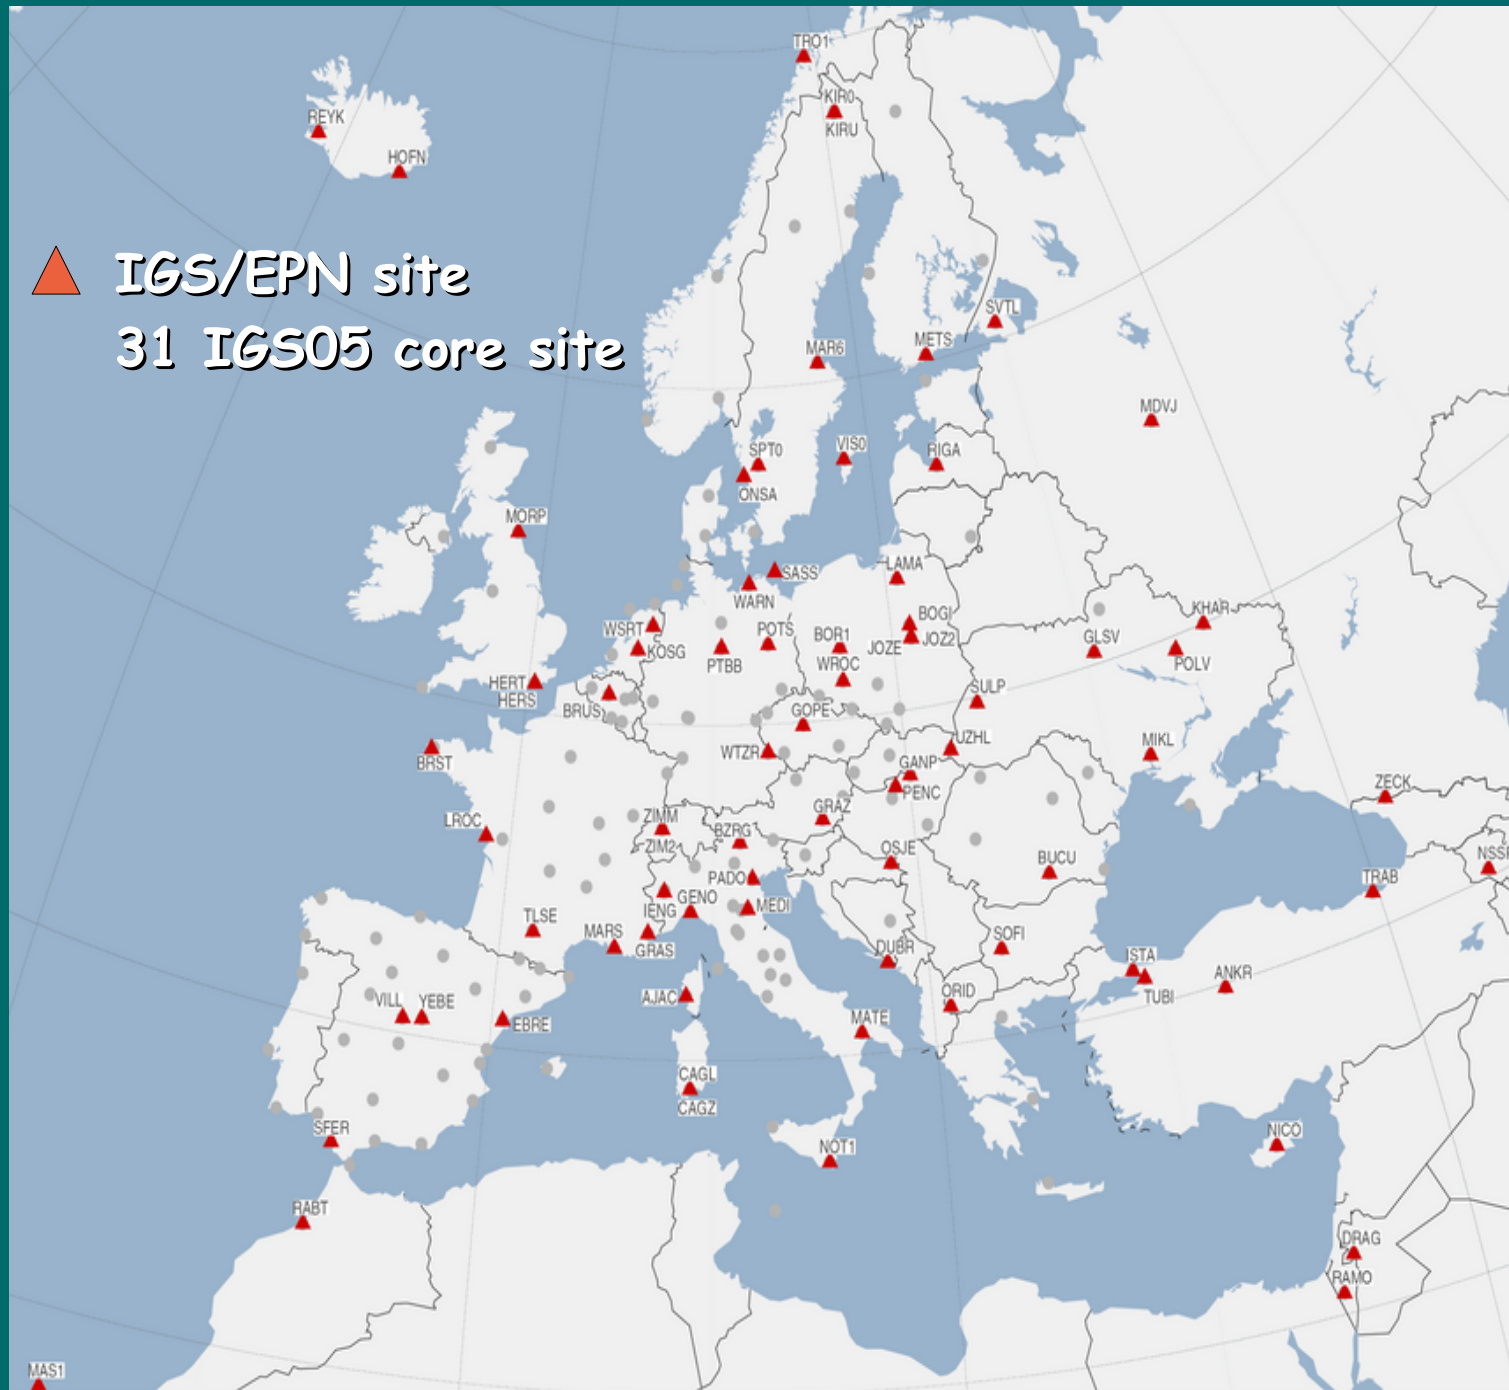 TRO1
KIR0
KIRU
REYK
HOFN
IGS/EPN site
31 IGS05 core site
SVTL
METS
MAR6
MDVJ
SPT0
VIS0
RIGA
ONSA
MORP
LAMA
SASS
WARN
BOGI
KHAR
WSRT
POTS
BOR1
JOZE
JOZ2
GLSV
KOSG
PTBB
WROC
POLV
HERT
HERS
BRUS
SULP
GOPE
UZHL
MIKL
WTZR
BRST
GANP
PENC
ZECK
LROC
ZIMM
ZIM2
BZRG
GRAZ
OSJE
BUCU
TRAB
PADO
GENO
IENG
MEDI
TLSE
MARS
GRAS
DUBR
SOFI
ISTA
TUBI
ANKR
VILL
YEBE
EBRE
AJAC
ORID
MATE
CAGL
CAGZ
SFER
NOT1
NICO
RABT
DRAG
RAMO
MAS1